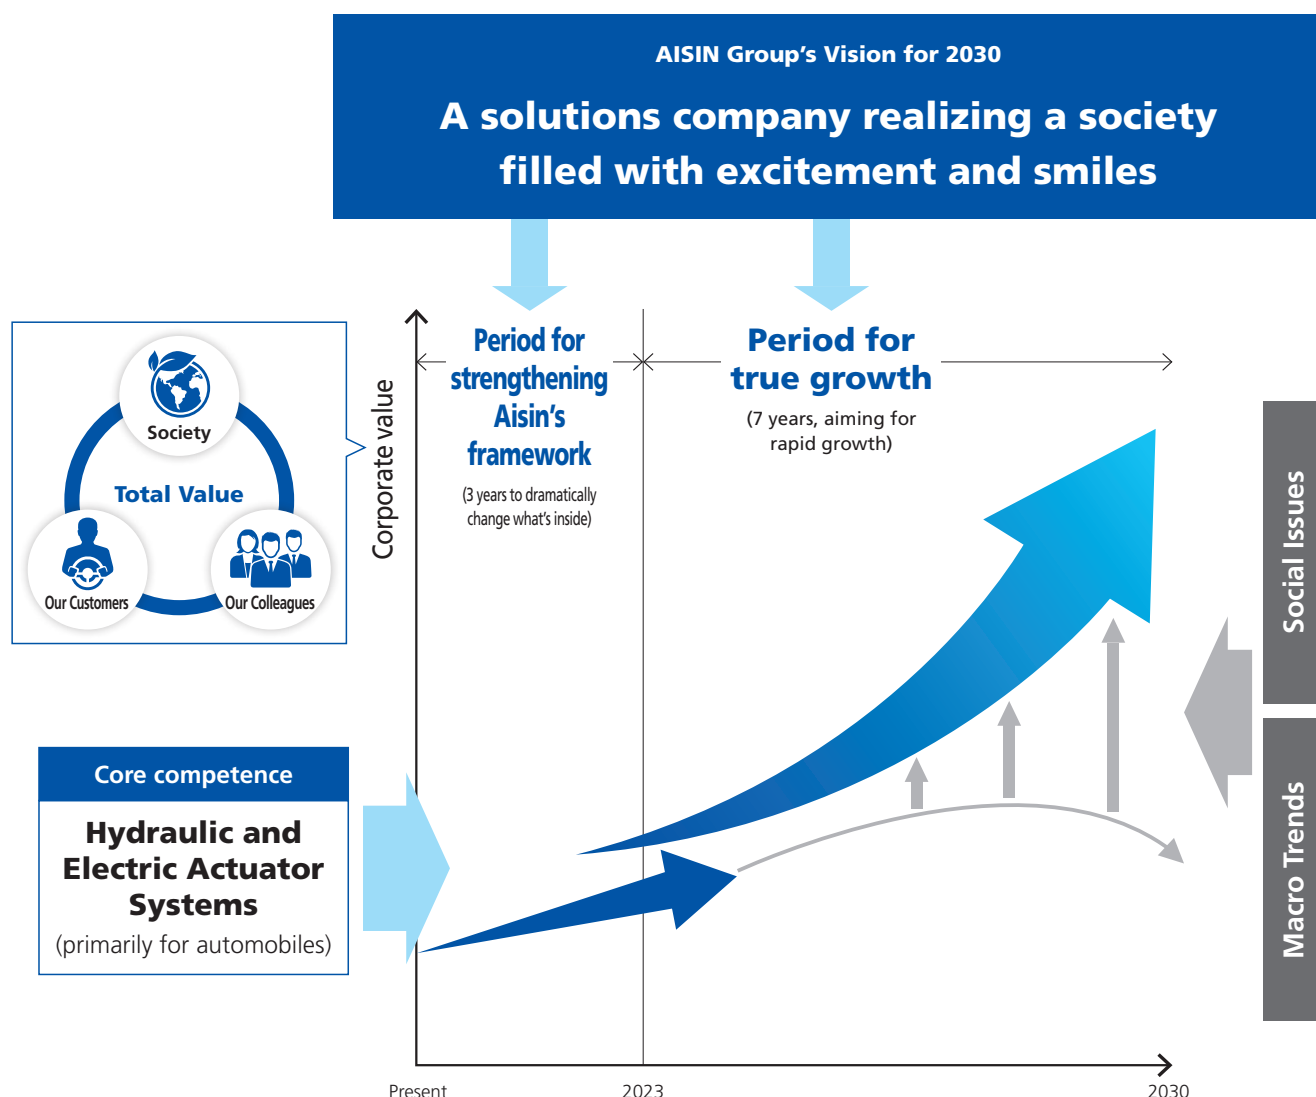 AISIN Group’s Vision for 2030
A solutions company realizing a society
filled with excitement and smiles
Period for
strengthening
Aisin’s
framework
(3 years to dramatically
change what’s inside)
Period for
true growth
(7 years, aiming for
rapid growth)
Society
Total Value
Our Customers
Our Colleagues
Corporate value
Core competence
Hydraulic and
Electric Actuator
Systems
(primarily for automobiles)
Social Issues
Macro Trends
Present
2023
2030